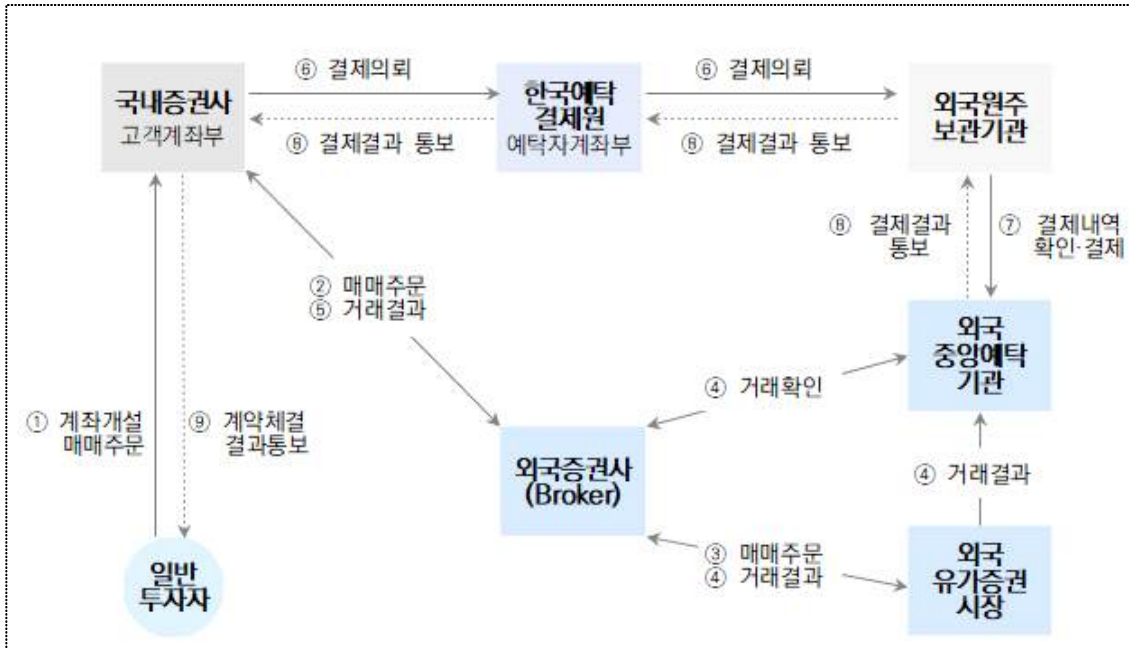 ⑥ 결제의뢰
⑥ 결제의뢰
국내증권사
고객계좌부
한국예탁
결제원
예탁자계좌부
외국원주
보관기관
⑧ 결제결과 통보
⑧ 결제결과 통보
⑧ 결제결과
통보
⑦ 결제내역
확인·결제
② 매매주문
⑤ 거래결과
외국
중앙예탁
기관
④ 거래확인
① 계좌개설
매매주문
⑨ 계약체결
결과통보
외국증권사
(Broker)
④ 거래결과
③ 매매주문
④ 거래결과
일반
투자자
외국
유가증권
시장